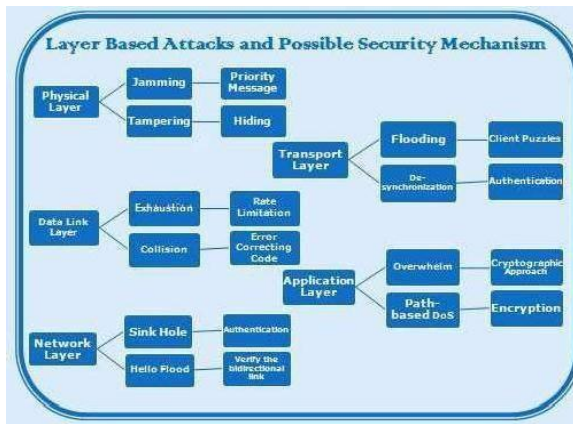 Layer Based Attacks and Possible Security Mechanism
Physical
Layer
Jamming
Priority
Message
Tampering
Hiding
Data Link
Layer
Exhaustion
Rate
Limitation
Collision
Error
Correcting
Code
Network
Layer
Sink Hole
Authentication
Hello Flood
Verify the
bidirectional
link
Transport
Layer
Flooding
Client Puzzles
De-
synchronization
Authentication
Application
Layer
Overwhelm
Cryptographic
Approach
Path-
based DoS
Encryption